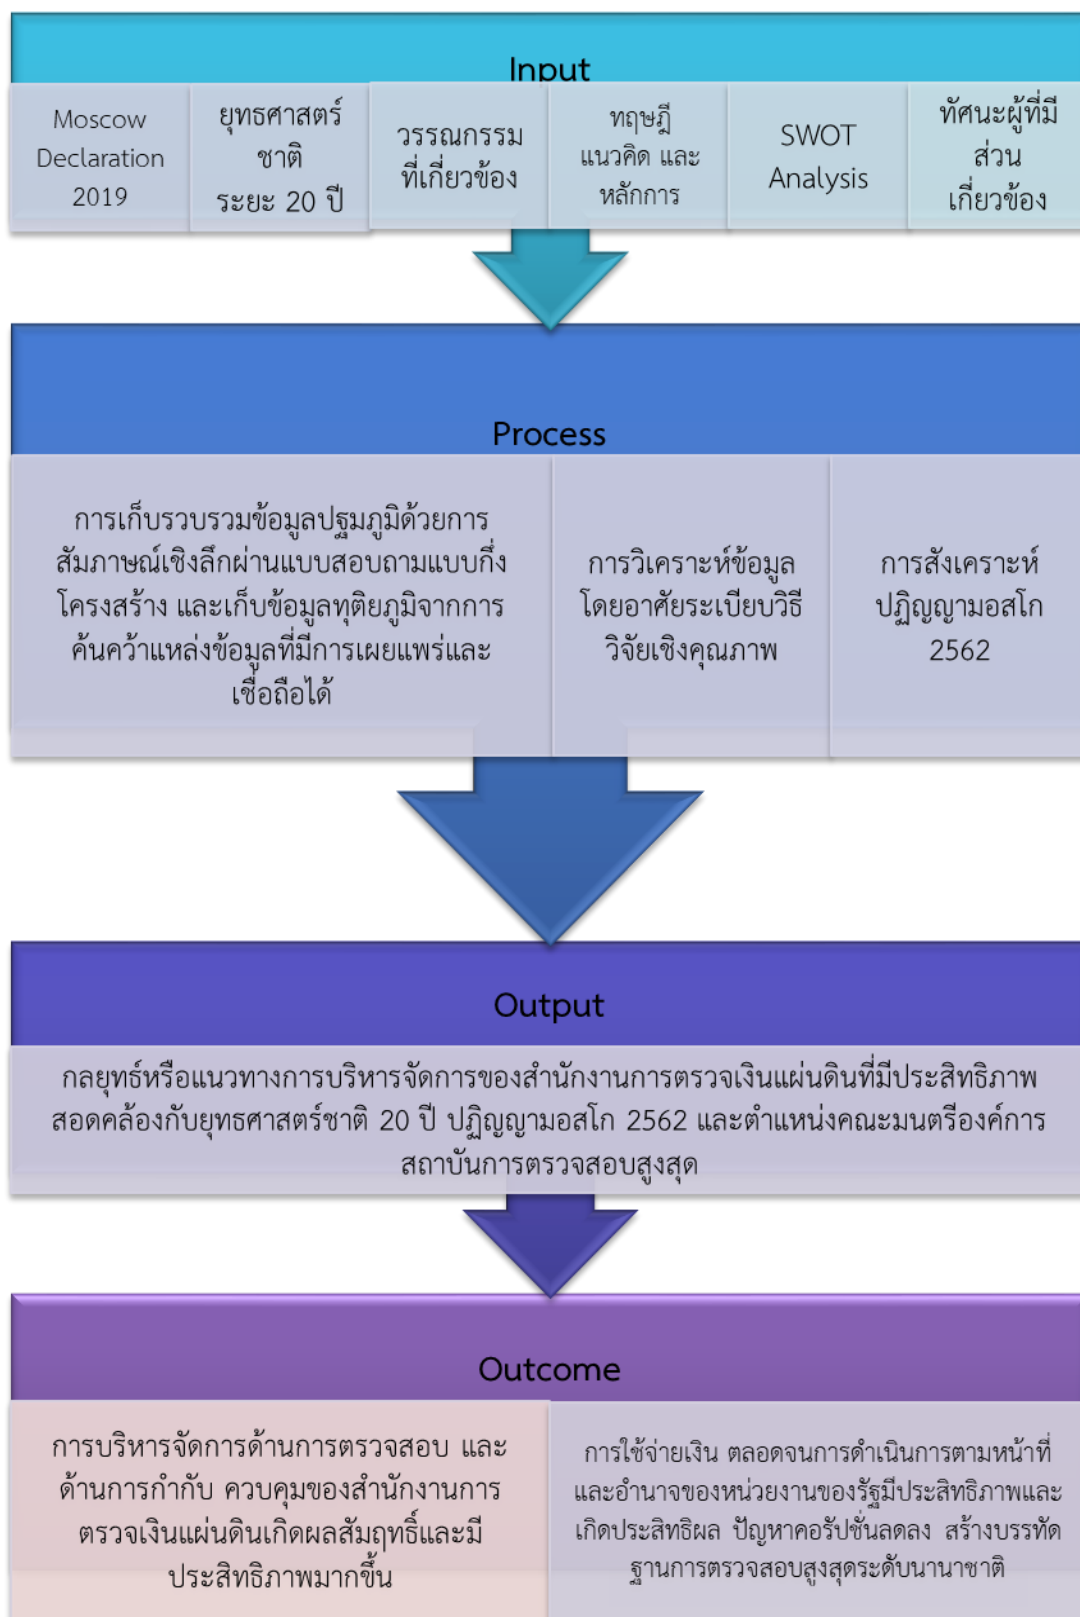 Input
Moscow
Declaration
2019
ยุทธศาสตร์
ชาติ
ระยะ 20 ปี
วรรณกรรม
ที่เกี่ยวข้อง
ทฤษฎี
แนวคิด และ
หลักการ
SWOT
Analysis
ทัศนะผู้ที่มี
ส่วน
เกี่ยวข้อง
Process
การเก็บรวบรวมข้อมูลปฐมภูมิด้วยการ
สัมภาษณ์เชิงลึกผ่านแบบสอบถามแบบกึ่ง
โครงสร้าง และเก็บข้อมูลทุติยภูมิจากการ
ค้นคว้าแหล่งข้อมูลที่มีการเผยแพร่และ
เชื่อถือได้
การวิเคราะห์ข้อมูล
โดยอาศัยระเบียบวิธี
วิจัยเชิงคุณภาพ
การสังเคราะห์
ปฏิญญามอสโก
2562
Output
กลยุทธ์หรือแนวทางการบริหารจัดการของสำนักงานการตรวจเงินแผ่นดินที่มีประสิทธิภาพ
สอดคล้องกับยุทธศาสตร์ชาติ 20 ปี ปฏิญญามอสโก 2562 และตำแหน่งคณะมนตรีองค์การ
สถาบันการตรวจสอบสูงสุด
Outcome
การบริหารจัดการด้านการตรวจสอบ และ
ด้านการกำกับ ควบคุมของสำนักงานการ
ตรวจเงินแผ่นดินเกิดผลสัมฤทธิ์และมี
ประสิทธิภาพมากขึ้น
การใช้จ่ายเงิน ตลอดจนการดำเนินการตามหน้าที่
และอำนาจของหน่วยงานของรัฐมีประสิทธิภาพและ
เกิดประสิทธิผล ปัญหาคอรัปชั่นลดลง สร้างบรรทัด
ฐานการตรวจสอบสูงสุดระดับนานาชาติ